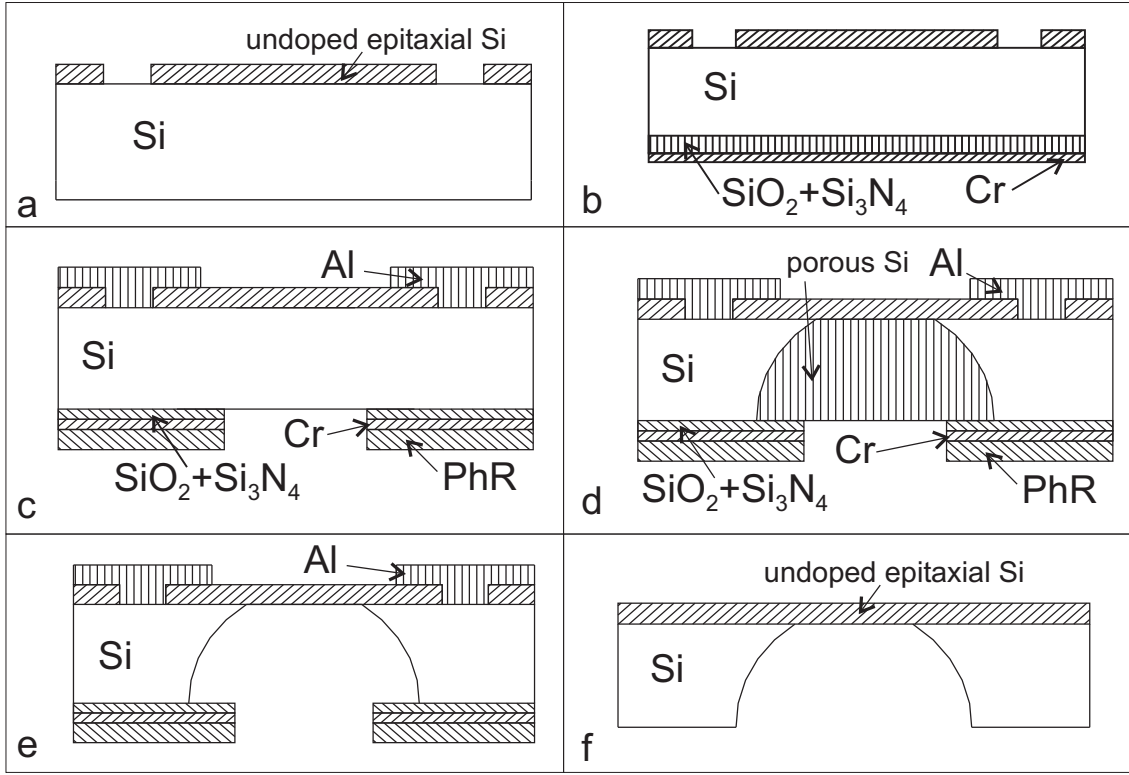 undoped epitaxial Si
Si
a
Si
SiO₂+Si₃N₄
Cr
b
Al
Si
Cr
SiO₂+Si₃N₄
PhR
c
porous Si
Al
Si
Cr
SiO₂+Si₃N₄
PhR
d
Al
Si
e
undoped epitaxial Si
Si
f